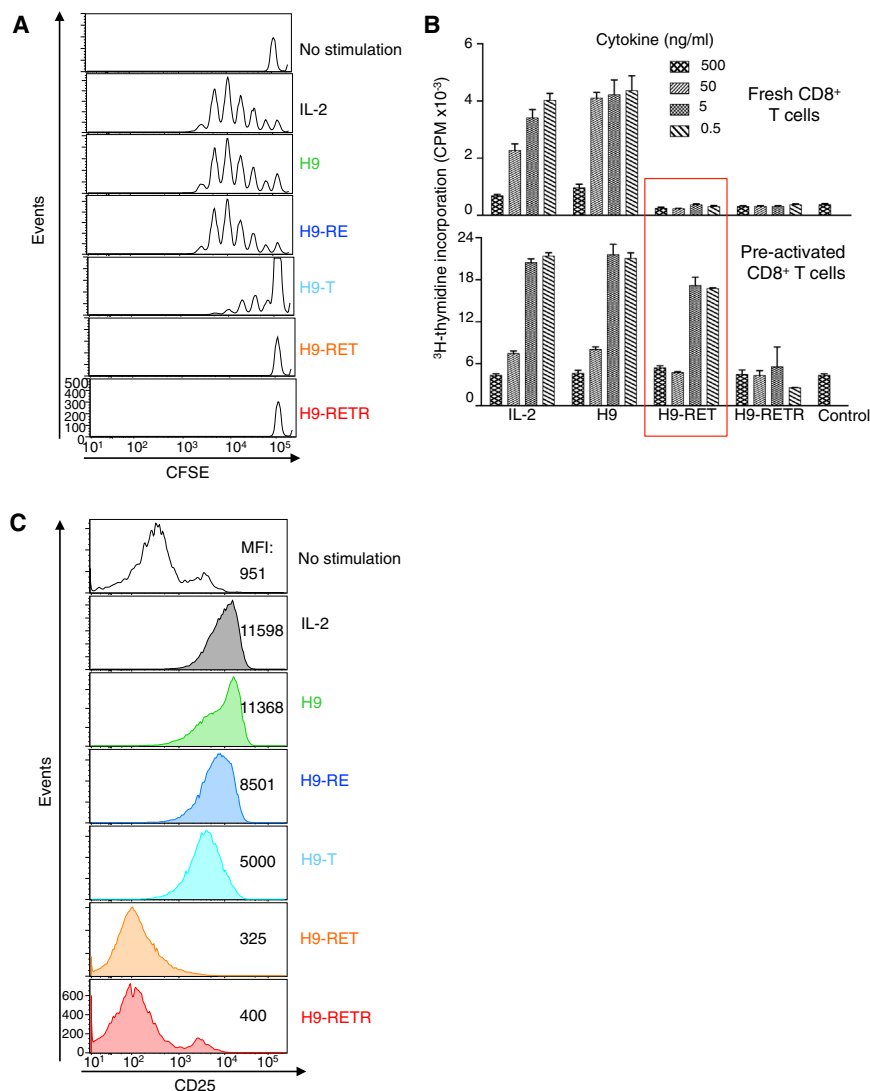 A
No stimulation
IL-2
H9
H9-RE
H9-T
H9-RET
H9-RETR
Events
500
400
300
200
100
0
10¹ 10² 10³ 10⁴ 10⁵
CFSE
B
Cytokine (ng/ml)
500
50
5
0.5
Fresh CD8⁺
T cells
Pre-activated
CD8⁺ T cells
³H-thymidine incorporation (CPM x10⁻³)
6
4
2
0
24
18
12
6
0
IL-2 H9 H9-RET H9-RETR Control
C
MFI:
951
No stimulation
11598
IL-2
11368
H9
8501
H9-RE
5000
H9-T
325
H9-RET
400
H9-RETR
Events
600
400
200
0
10¹ 10² 10³ 10⁴ 10⁵
CD25